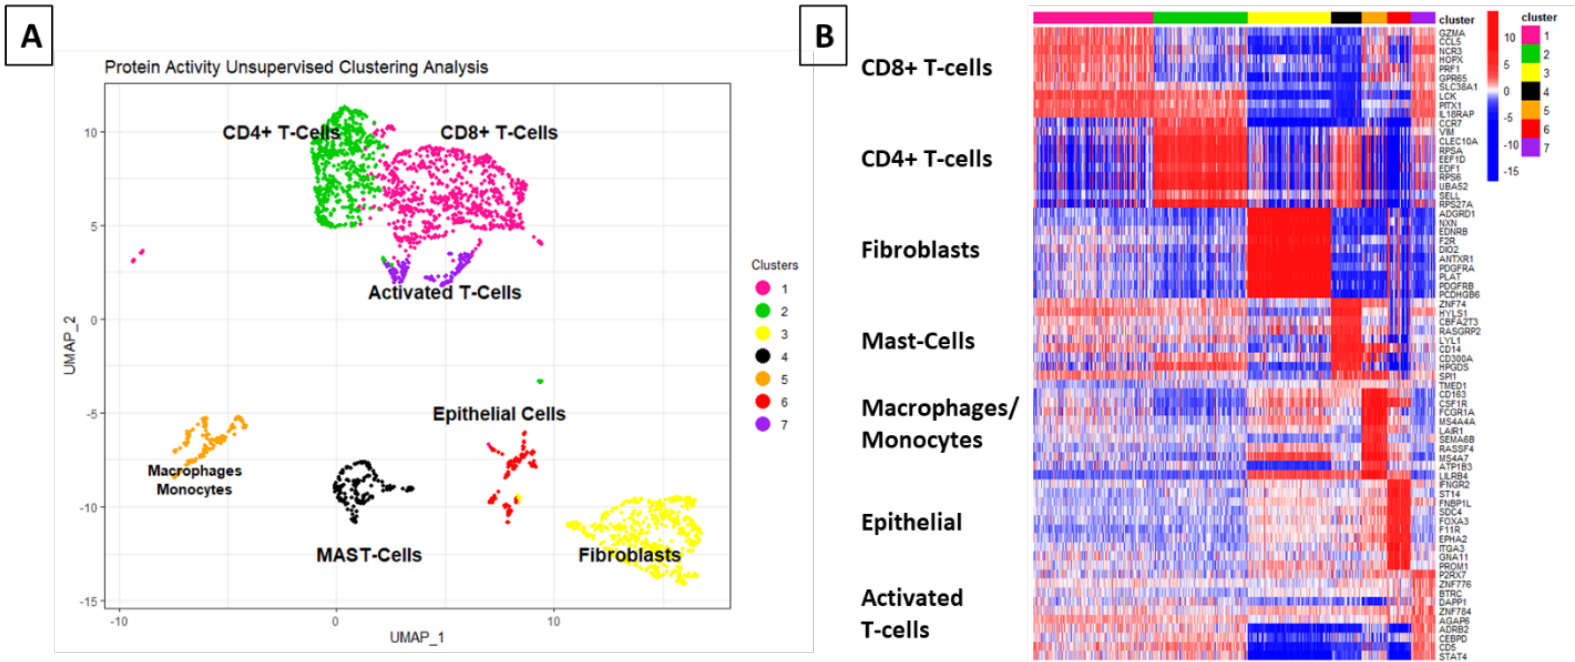 A
Protein Activity Unsupervised Clustering Analysis
CD4+ T-Cells
CD8+ T-Cells
Activated T-Cells
Epithelial Cells
Macrophages
Monocytes
MAST-Cells
Fibroblasts
10
5
0
-5
-10
-15
UMAP_2
-10
0
10
UMAP_1
Clusters
1
2
3
4
5
6
7
B
CD8+ T-cells
CD4+ T-cells
Fibroblasts
Mast-Cells
Macrophages/
Monocytes
Epithelial
Activated
T-cells
cluster
GZMA
CCL5
NCR3
HOPX
PRF1
GPR65
SLC38A1
LCK
PITX1
IL18RAP
CCR7
VIM
CLEC10A
RPSA
EEF1D
EDF1
RPS6
UBA52
SELL
RPS27A
ADGRD1
NXN
EDNRB
F2R
DIO2
ANTXR1
PDGFRA
PLAT
PDGFRB
PCDHGB6
ZNF74
HYLS1
CBFA2T3
RASGRP2
LYL1
CD14
CD300A
HPGDS
SPI1
TMED1
CD163
CSF1R
FCGR1A
MS4A4A
LAIR1
SEMA6B
RASSF4
MS4A7
ATP1B3
LILRB4
IFNGR2
ST14
FNBP1L
SDC4
FOXA3
F11R
EPHA2
ITGA3
GNA11
PROM1
P2RX7
ZNF776
BTRC
DAPP1
ZNF784
AGAP6
ADRB2
CEBPD
CD5
STAT4
10
5
0
-5
-10
-15
cluster
1
2
3
4
5
6
7